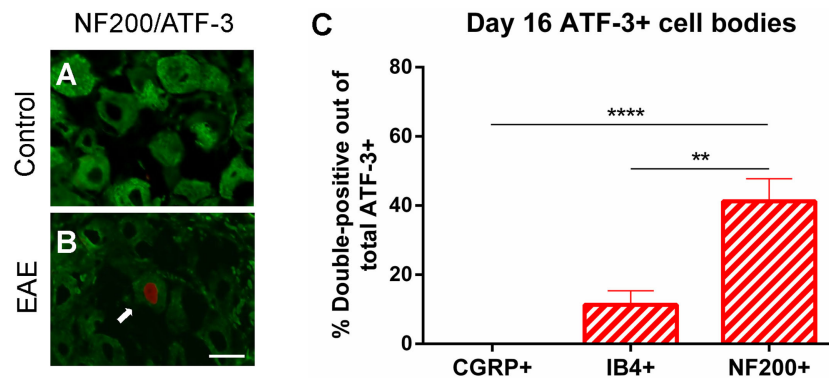 NF200/ATF-3
Control
A
EAE
B
C
Day 16 ATF-3+ cell bodies
% Double-positive out of
total ATF-3+
80
60
40
20
0
****
**
CGRP+ IB4+ NF200+